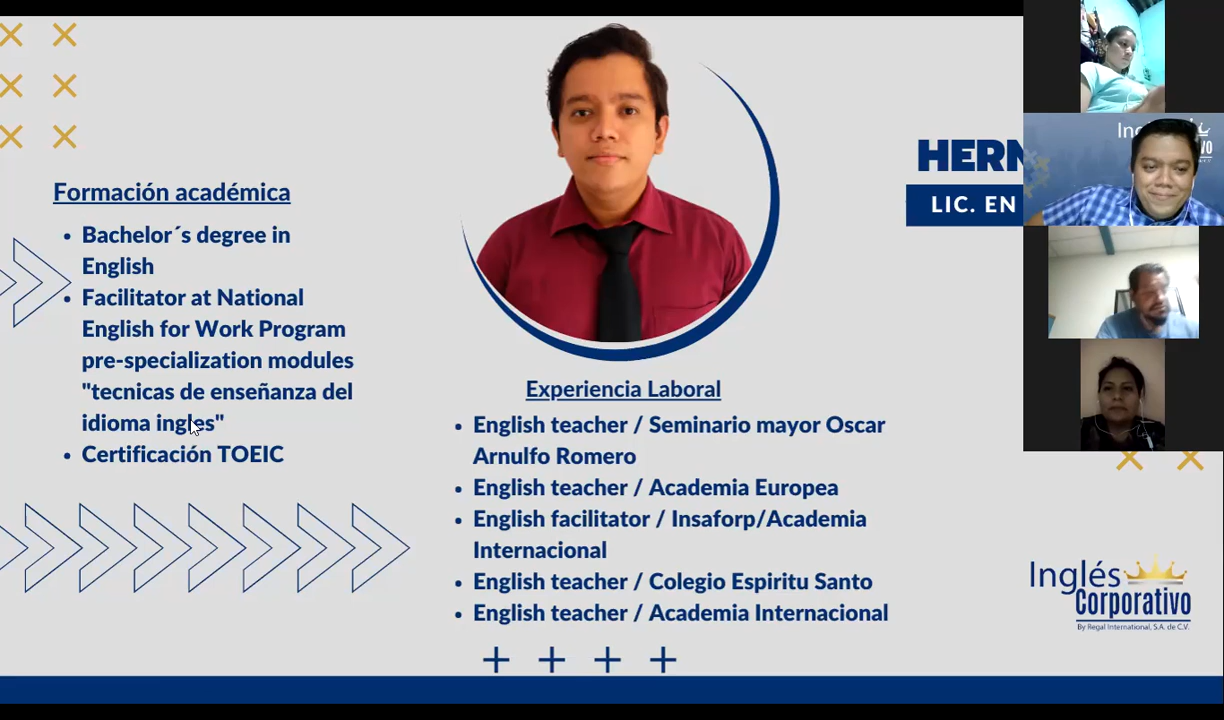 Formación académica
Bachelor´s degree in
English
Facilitator at National
English for Work Program
pre-specialization modules
"tecnicas de enseñanza del
idioma ingles"
Certificación TOEIC
Experiencia Laboral
English teacher / Seminario mayor Oscar
Arnulfo Romero
English teacher / Academia Europea
English facilitator / Insaforp/Academia
Internacional
English teacher / Colegio Espiritu Santo
English teacher / Academia Internacional
LIC. EN
Inglés
Corporativo
By Regal International, S.A. de C.V.